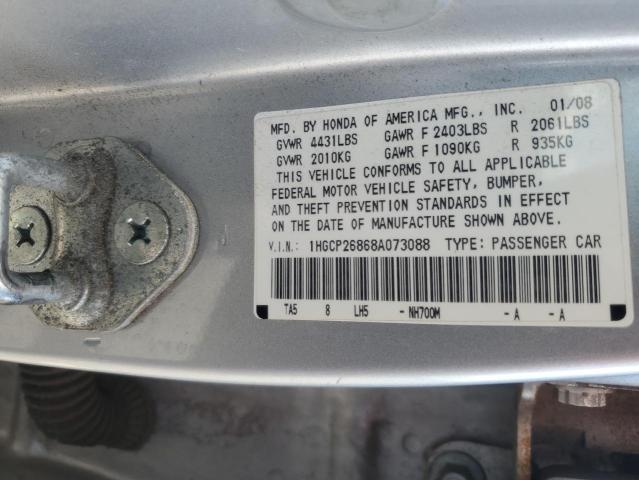 MFD. BY HONDA OF AMERICA MFG., INC. 01/08
GVWR 4431LBS GAWR F 2403LBS R 2061LBS
GVWR 2010KG GAWR F 1090KG R 935KG
THIS VEHICLE CONFORMS TO ALL APPLICABLE
FEDERAL MOTOR VEHICLE SAFETY, BUMPER,
AND THEFT PREVENTION STANDARDS IN EFFECT
ON THE DATE OF MANUFACTURE SHOWN ABOVE.
V.I.N: 1HGCP26868A073088 TYPE: PASSENGER CAR
TA5 8 LH5 - NH700M - A - A